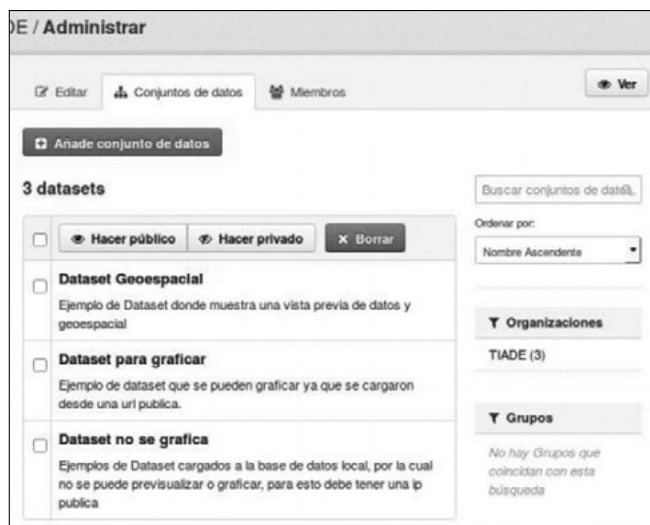 DE / Administrar
Editar
Conjuntos de datos
Miembros
Ver
Añade conjunto de datos
3 datasets
Hacer público
Hacer privado
Borrar
Dataset Geoespacial
Ejemplo de Dataset donde muestra una vista previa de datos y
geoespacial
Dataset para graficar
Ejemplo de dataset que se pueden graficar ya que se cargaron
desde una url publica.
Dataset no se grafica
Ejemplos de Dataset cargados a la base de datos local, por la cual
no se puede previsualizar o graficar, para esto debe tener una ip
publica
Buscar conjuntos de
Ordenar por:
Nombre Ascendente
Organizaciones
TIADE (3)
Grupos
No hay Grupos que
coincidan con esta
búsqueda